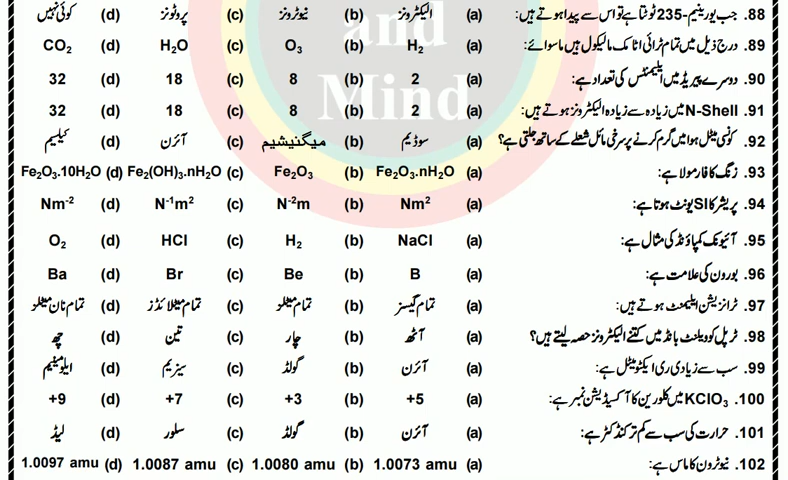 88. جب یورینیم-235 ٹوٹتا ہے تو اس سے پیدا ہوتے ہیں: (a) الیکٹرونز (b) نیوٹرونز (c) پروٹونز (d) کوئی نہیں
89. درج ذیل میں تمام ٹرائی اٹامک مالیکیول ہیں ماسوائے: (a) H₂ (b) O₃ (c) H₂O (d) CO₂
90. دوسرے پیریڈ میں ایلیمنٹس کی تعداد ہے: (a) 2 (b) 8 (c) 18 (d) 32
91. N-Shell میں زیادہ سے زیادہ الیکٹرونز ہوتے ہیں: (a) 2 (b) 8 (c) 18 (d) 32
92. کونسی میٹل ہوا میں گرم کرنے پر سرخی مائل شعلے کے ساتھ جلتی ہے؟ (a) سوڈیم (b) میگنیشیم (c) آئرن (d) کیلسیم
93. زنگ کا فارمولا ہے: (a) Fe₂O₃.nH₂O (b) Fe₂O₃ (c) Fe₂(OH)₃.nH₂O (d) Fe₂O₃.10H₂O
94. پریشر کا SI یونٹ ہوتا ہے: (a) Nm² (b) N⁻²m (c) N⁻¹m² (d) Nm⁻²
95. آئیونک کمپاؤنڈ کی مثال ہے: (a) NaCl (b) H₂ (c) HCl (d) O₂
96. بورون کی علامت ہے: (a) B (b) Be (c) Br (d) Ba
97. ٹرانزیشن ایلیمنٹ ہوتے ہیں: (a) تمام گیسز (b) تمام میٹلو (c) تمام میٹلائڈز (d) تمام نان میٹلو
98. ٹرپل کوویلنٹ بانڈ میں کتنے الیکٹرونز حصہ لیتے ہیں؟ (a) آٹھ (b) چار (c) تین (d) چھ
99. سب سے زیادی ری ایکٹو میٹل ہے: (a) آئرن (b) گولڈ (c) سیزیم (d) ایلومینیم
100. KClO₃ میں کلورین کا آکسیڈیشن نمبر ہے: (a) +5 (b) +3 (c) +7 (d) +9
101. حرارت کی سب سے کم تر کنڈکٹر ہے: (a) آئرن (b) گولڈ (c) سلور (d) لیڈ
102. نیوٹرون کا ماس ہے: (a) 1.0073 amu (b) 1.0080 amu (c) 1.0087 amu (d) 1.0097 amu
and
Mind